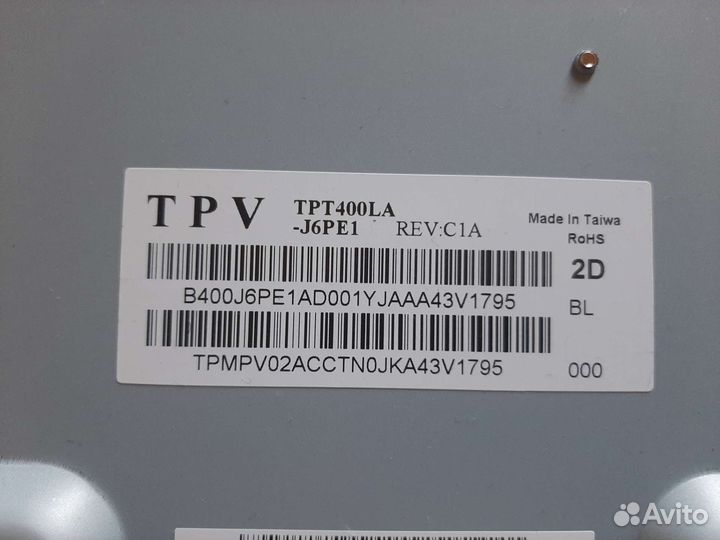 TPV TPT400LA
-J6PE1 REV:C1A
Made In Taiwa
RoHS
2D
B400J6PE1AD001YJAAA43V1795
BL
TPMPV02ACCTN0JKA43V1795
000
Avito